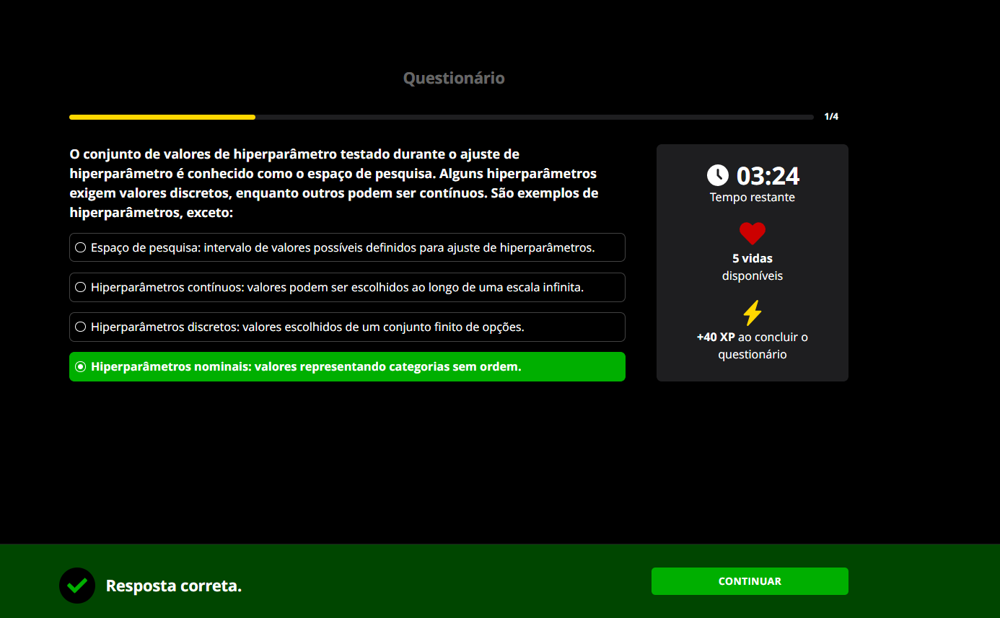 Questionário
1/4
O conjunto de valores de hiperparâmetro testado durante o ajuste de
hiperparâmetro é conhecido como o espaço de pesquisa. Alguns hiperparâmetros
exigem valores discretos, enquanto outros podem ser contínuos. São exemplos de
hiperparâmetros, exceto:
Espaço de pesquisa: intervalo de valores possíveis definidos para ajuste de hiperparâmetros.
Hiperparâmetros contínuos: valores podem ser escolhidos ao longo de uma escala infinita.
Hiperparâmetros discretos: valores escolhidos de um conjunto finito de opções.
Hiperparâmetros nominais: valores representando categorias sem ordem.
03:24
Tempo restante
5 vidas
disponíveis
+40 XP ao concluir o
questionário
Resposta correta.
CONTINUAR